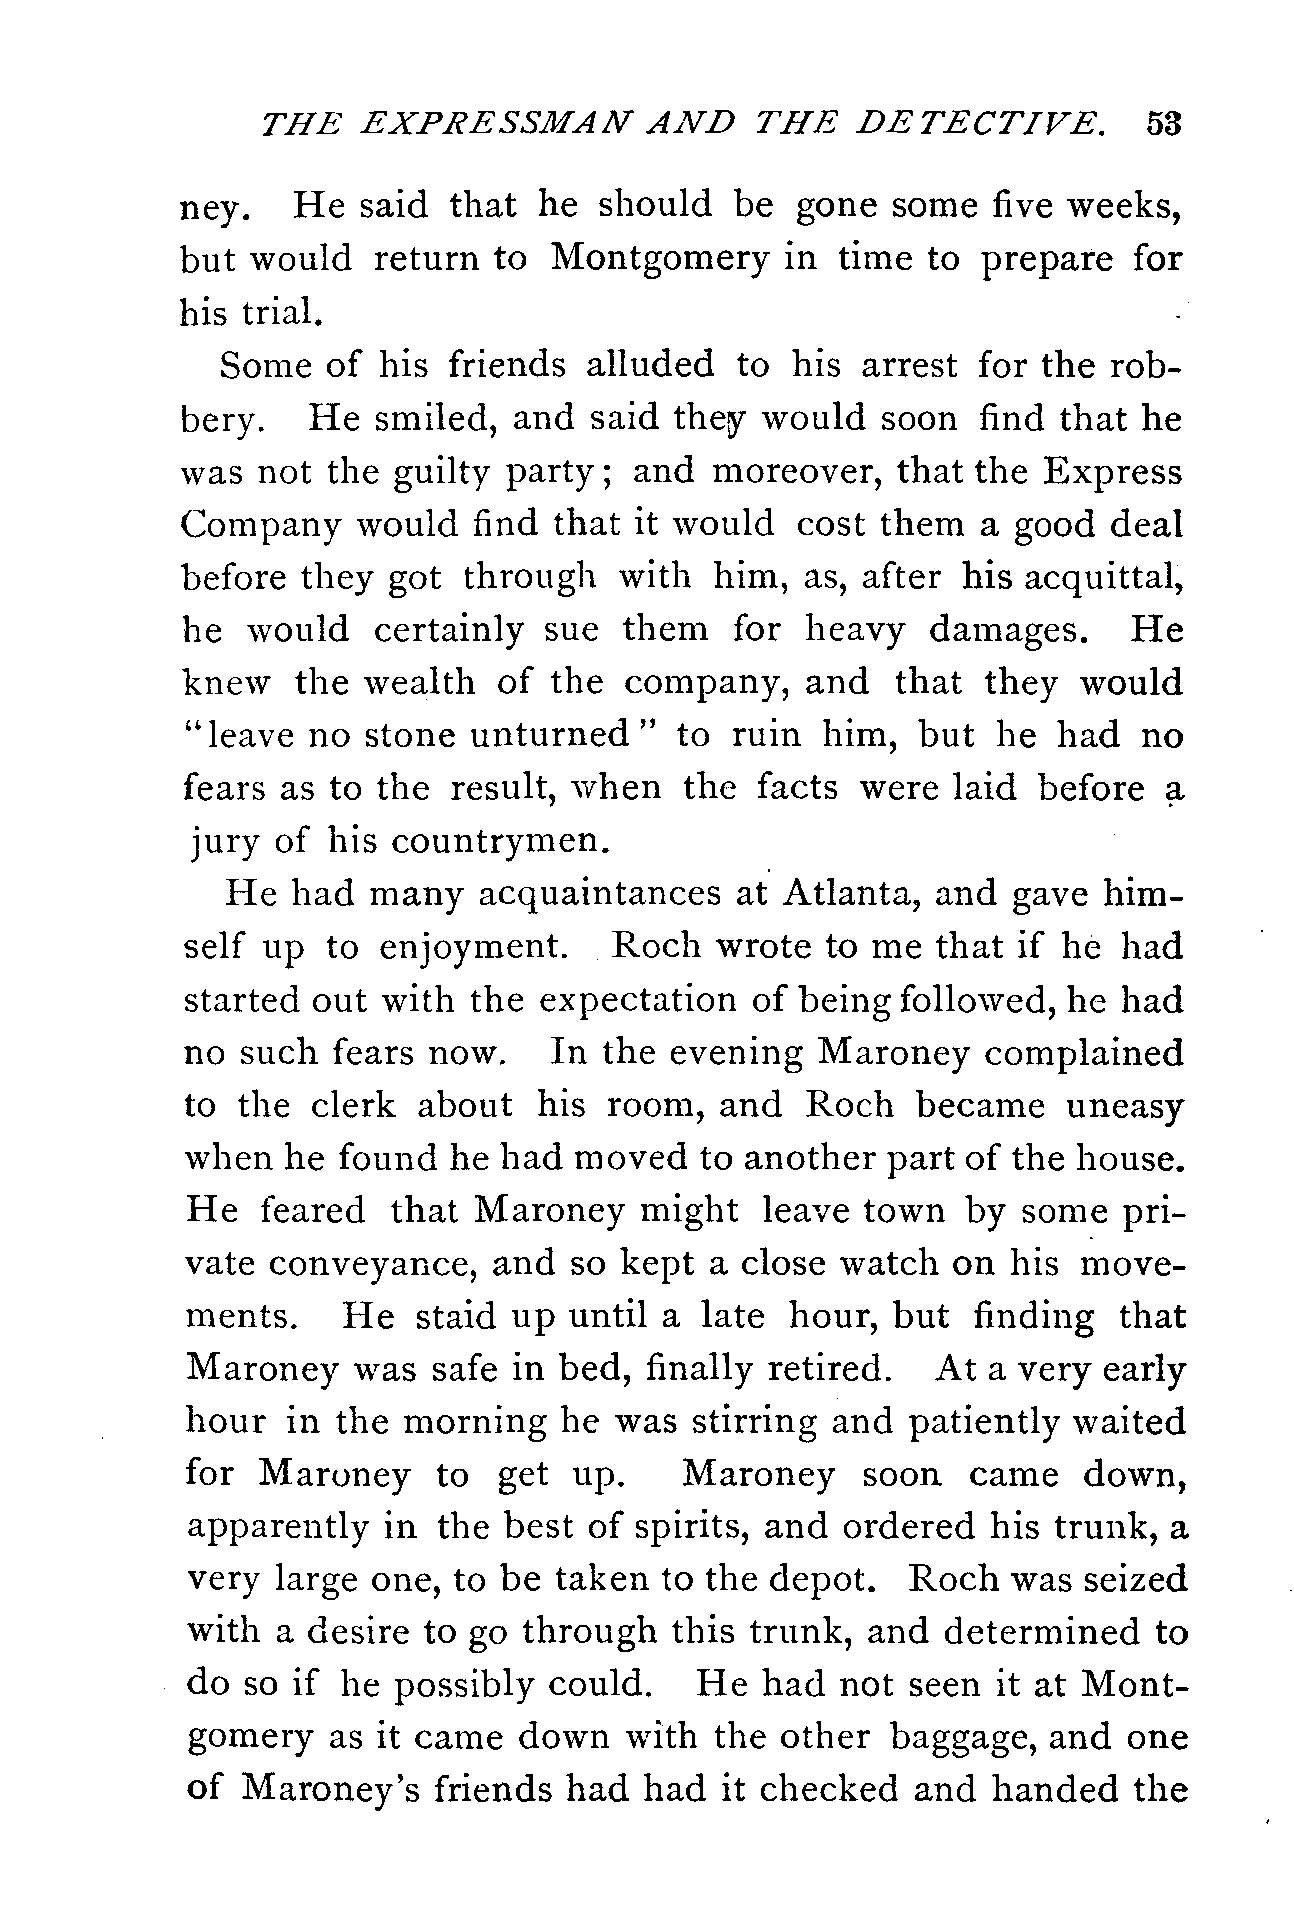 THE EXPRESSMAN AND THE DETECTIVE. 53
ney. He said that he should be gone some five weeks,
but would return to Montgomery in time to prepare for
his trial.
Some of his friends alluded to his arrest for the rob-
bery. He smiled, and said they would soon find that he
was not the guilty party; and moreover, that the Express
Company would find that it would cost them a good deal
before they got through with him, as, after his acquittal,
he would certainly sue them for heavy damages. He
knew the wealth of the company, and that they would
"leave no stone unturned" to ruin him, but he had no
fears as to the result, when the facts were laid before a
jury of his countrymen.
He had many acquaintances at Atlanta, and gave him-
self up to enjoyment. Roch wrote to me that if he had
started out with the expectation of being followed, he had
no such fears now. In the evening Maroney complained
to the clerk about his room, and Roch became uneasy
when he found he had moved to another part of the house.
He feared that Maroney might leave town by some pri-
vate conveyance, and so kept a close watch on his move-
ments. He staid up until a late hour, but finding that
Maroney was safe in bed, finally retired. At a very early
hour in the morning he was stirring and patiently waited
for Maroney to get up. Maroney soon came down,
apparently in the best of spirits, and ordered his trunk, a
very large one, to be taken to the depot. Roch was seized
with a desire to go through this trunk, and determined to
do so if he possibly could. He had not seen it at Mont-
gomery as it came down with the other baggage, and one
of Maroney's friends had had it checked and handed the